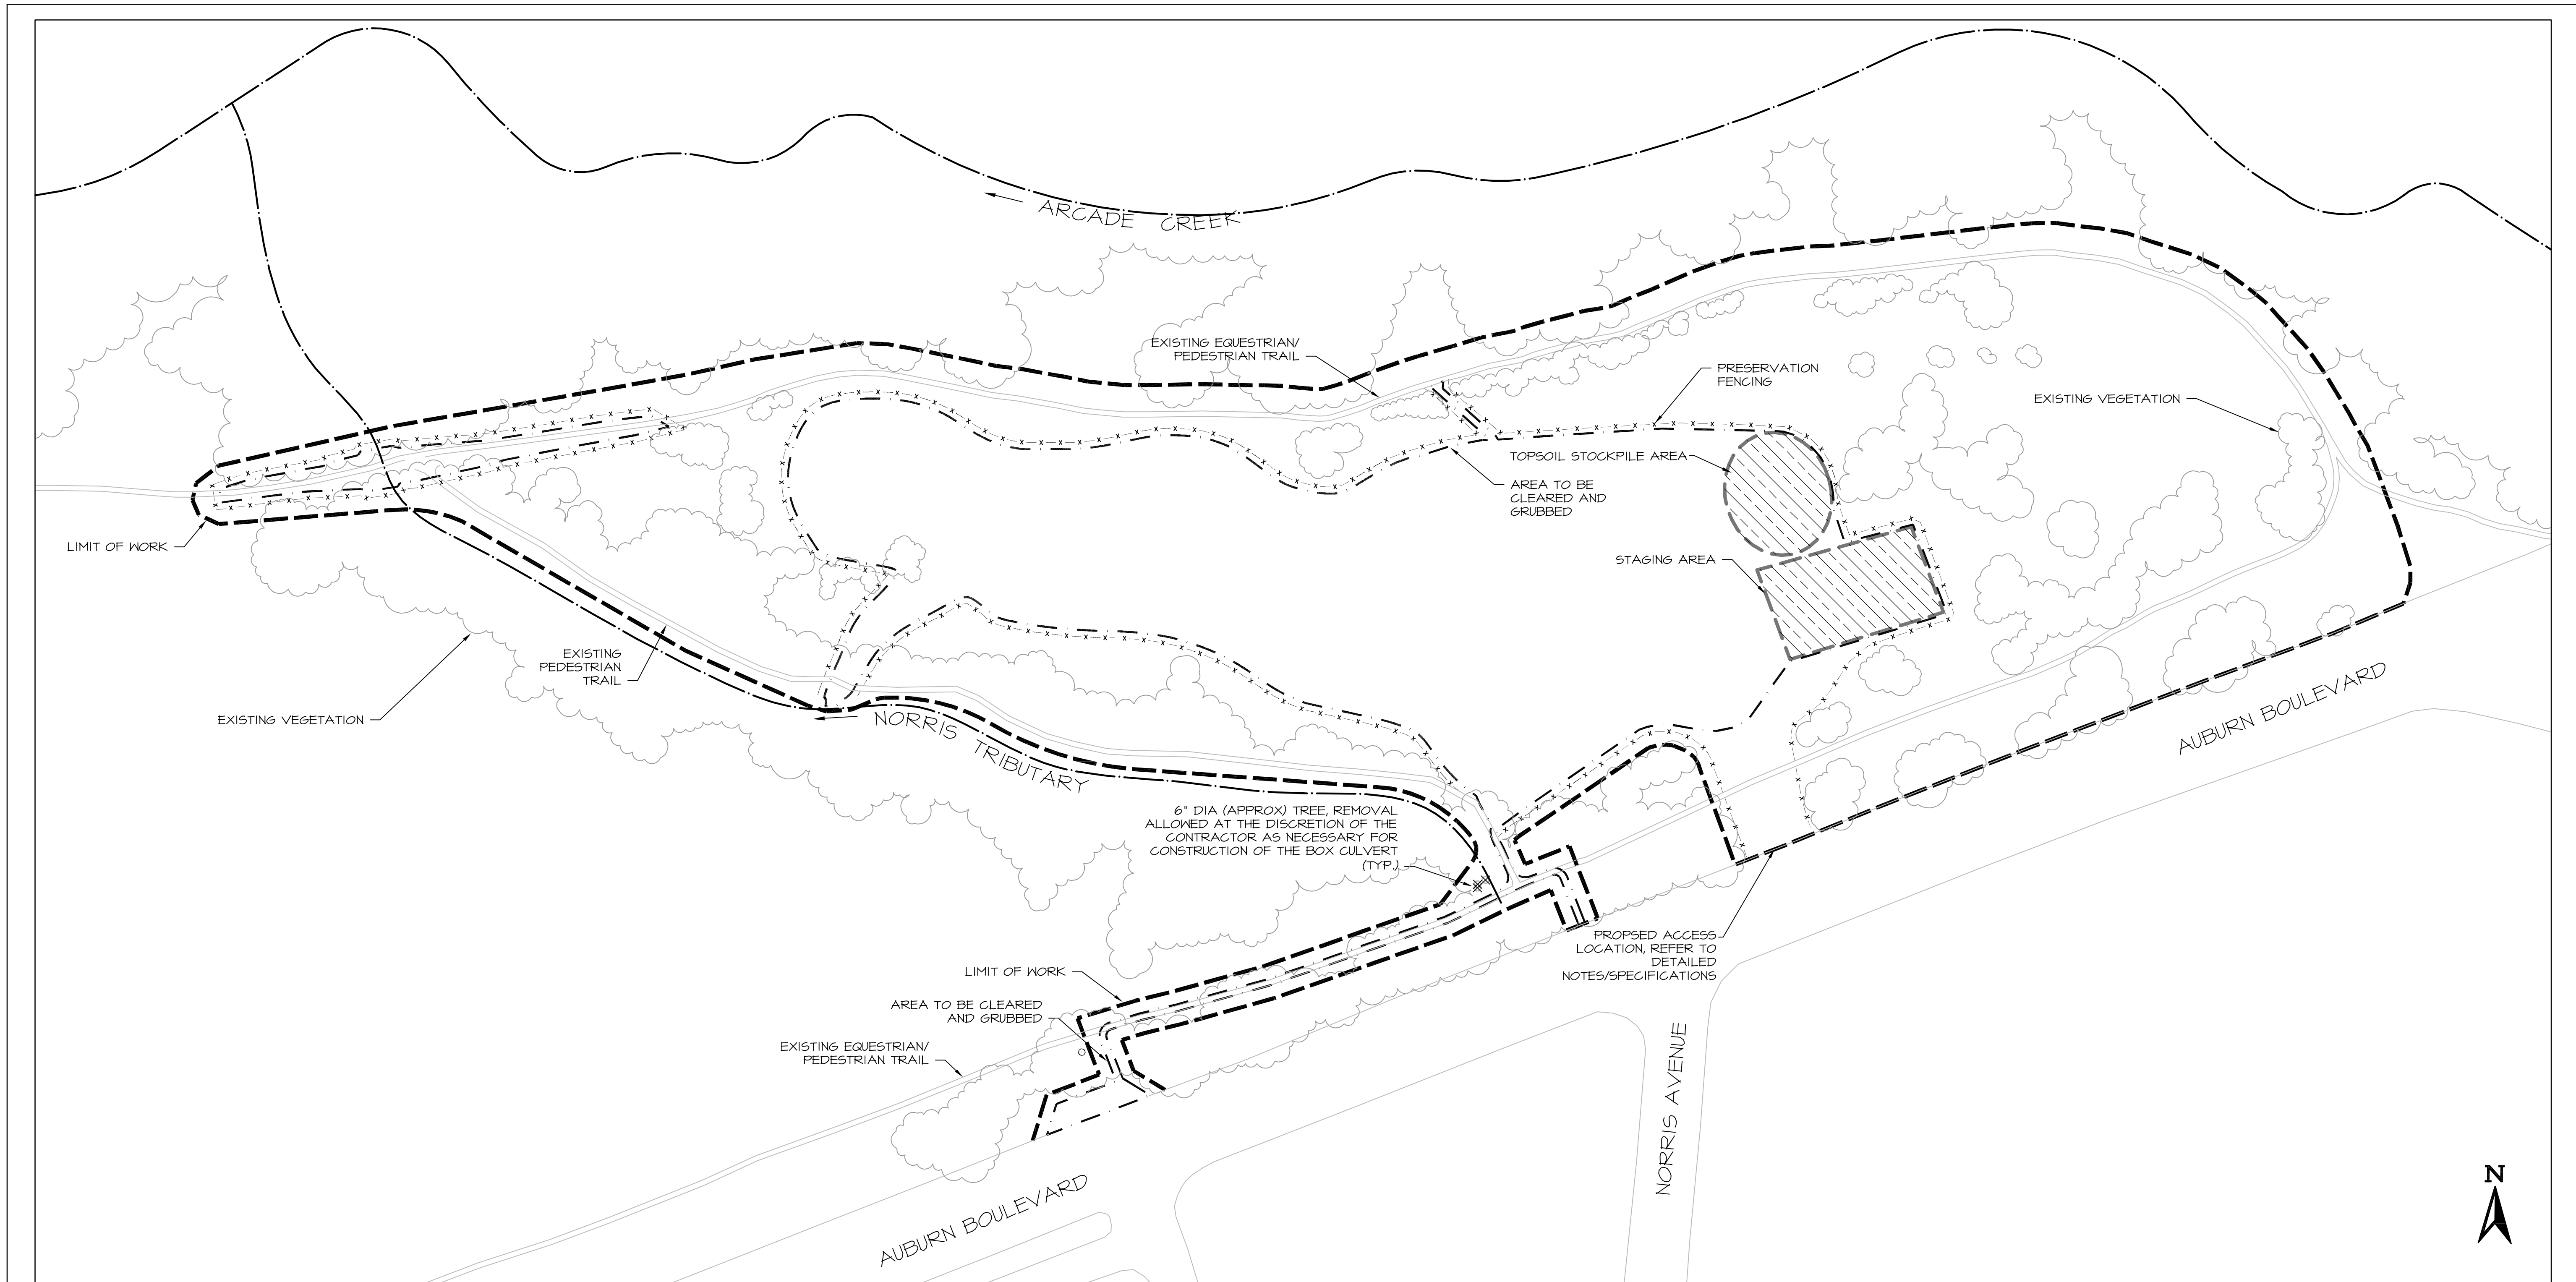 ARCADE CREEK
EXISTING EQUESTRIAN/
PEDESTRIAN TRAIL
PRESERVATION
FENCING
EXISTING VEGETATION
TOPSOIL STOCKPILE AREA
AREA TO BE
CLEARED AND
GRUBBED
LIMIT OF WORK
STAGING AREA
EXISTING
PEDESTRIAN
TRAIL
EXISTING VEGETATION
NORRIS TRIBUTARY
AUBURN BOULEVARD
6" DIA (APPROX) TREE, REMOVAL
ALLOWED AT THE DISCRETION OF THE
CONTRACTOR AS NECESSARY FOR
CONSTRUCTION OF THE BOX CULVERT
(TYP.)
PROPSED ACCESS
LOCATION, REFER TO
DETAILED
NOTES/SPECIFICATIONS
LIMIT OF WORK
AREA TO BE CLEARED
AND GRUBBED
EXISTING EQUESTRIAN/
PEDESTRIAN TRAIL
NORRIS AVENUE
AUBURN BOULEVARD
N